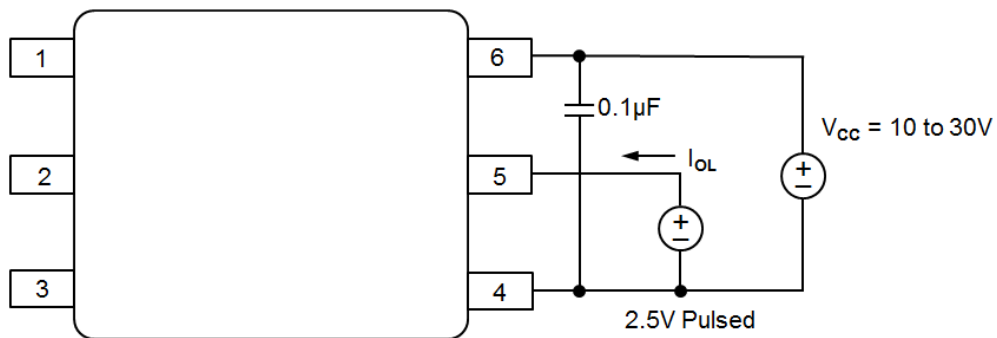 1
6
0.1µF
V_CC = 10 to 30V
+
−
2
5
I_OL
+
−
3
4
2.5V Pulsed